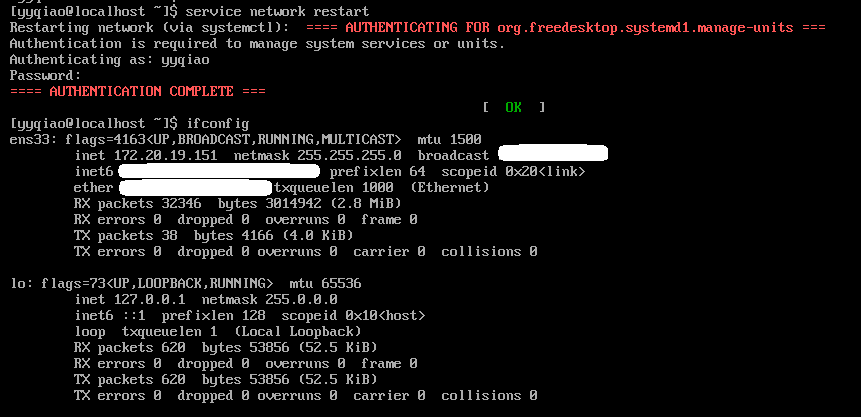 [yyqiao@localhost ~]$ service network restart
Restarting network (via systemctl):  ==== AUTHENTICATING FOR org.freedesktop.systemd1.manage-units ===
Authentication is required to manage system services or units.
Authenticating as: yyqiao
Password:
==== AUTHENTICATION COMPLETE ===
[  OK  ]
[yyqiao@localhost ~]$ ifconfig
ens33: flags=4163<UP,BROADCAST,RUNNING,MULTICAST>  mtu 1500
inet 172.20.19.151  netmask 255.255.255.0  broadcast
inet6 prefixlen 64  scopeid 0x20<link>
ether txqueuelen 1000  (Ethernet)
RX packets 32346  bytes 3014942 (2.8 MiB)
RX errors 0  dropped 0  overruns 0  frame 0
TX packets 38  bytes 4166 (4.0 KiB)
TX errors 0  dropped 0 overruns 0  carrier 0  collisions 0
lo: flags=73<UP,LOOPBACK,RUNNING>  mtu 65536
inet 127.0.0.1  netmask 255.0.0.0
inet6 ::1  prefixlen 128  scopeid 0x10<host>
loop  txqueuelen 1  (Local Loopback)
RX packets 620  bytes 53856 (52.5 KiB)
RX errors 0  dropped 0  overruns 0  frame 0
TX packets 620  bytes 53856 (52.5 KiB)
TX errors 0  dropped 0 overruns 0  carrier 0  collisions 0